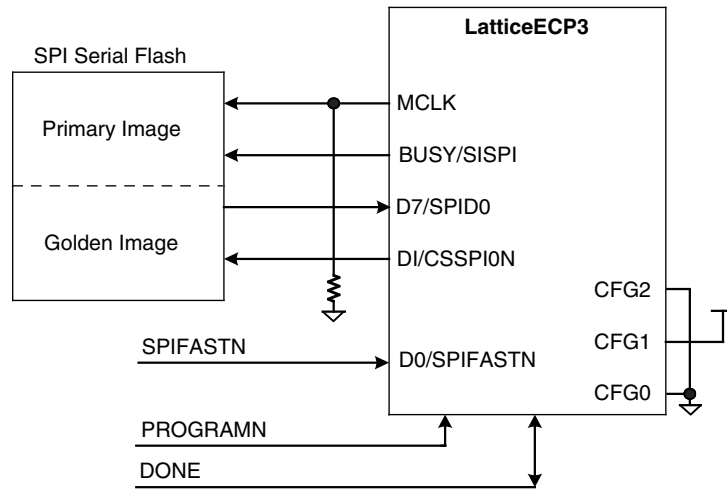 LatticeECP3
SPI Serial Flash
Primary Image
Golden Image
MCLK
BUSY/SISPI
D7/SPID0
DI/CSSPI0N
CFG2
CFG1
CFG0
SPIFASTN
D0/SPIFASTN
PROGRAMN
DONE